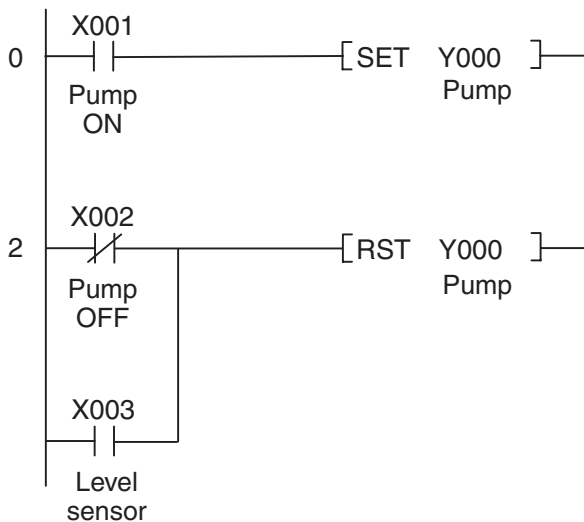 X001
0
SET Y000
Pump
ON
Pump
X002
2
RST Y000
Pump
OFF
Pump
X003
Level
sensor